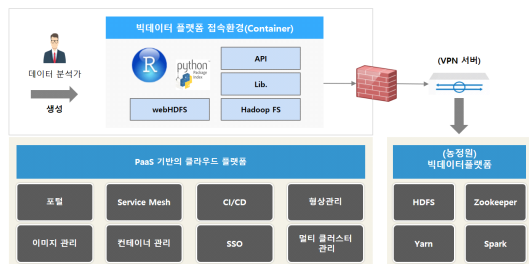 빅데이터 플랫폼 접속환경(Container)
데이터 분석가
생성
R
python
Package
Index
API
Lib.
webHDFS
Hadoop FS
(VPN 서버)
PaaS 기반의 클라우드 플랫폼
포털
Service Mesh
CI/CD
형상관리
이미지 관리
컨테이너 관리
SSO
멀티 클러스터
관리
(농정원)
빅데이터플랫폼
HDFS
Zookeeper
Yarn
Spark